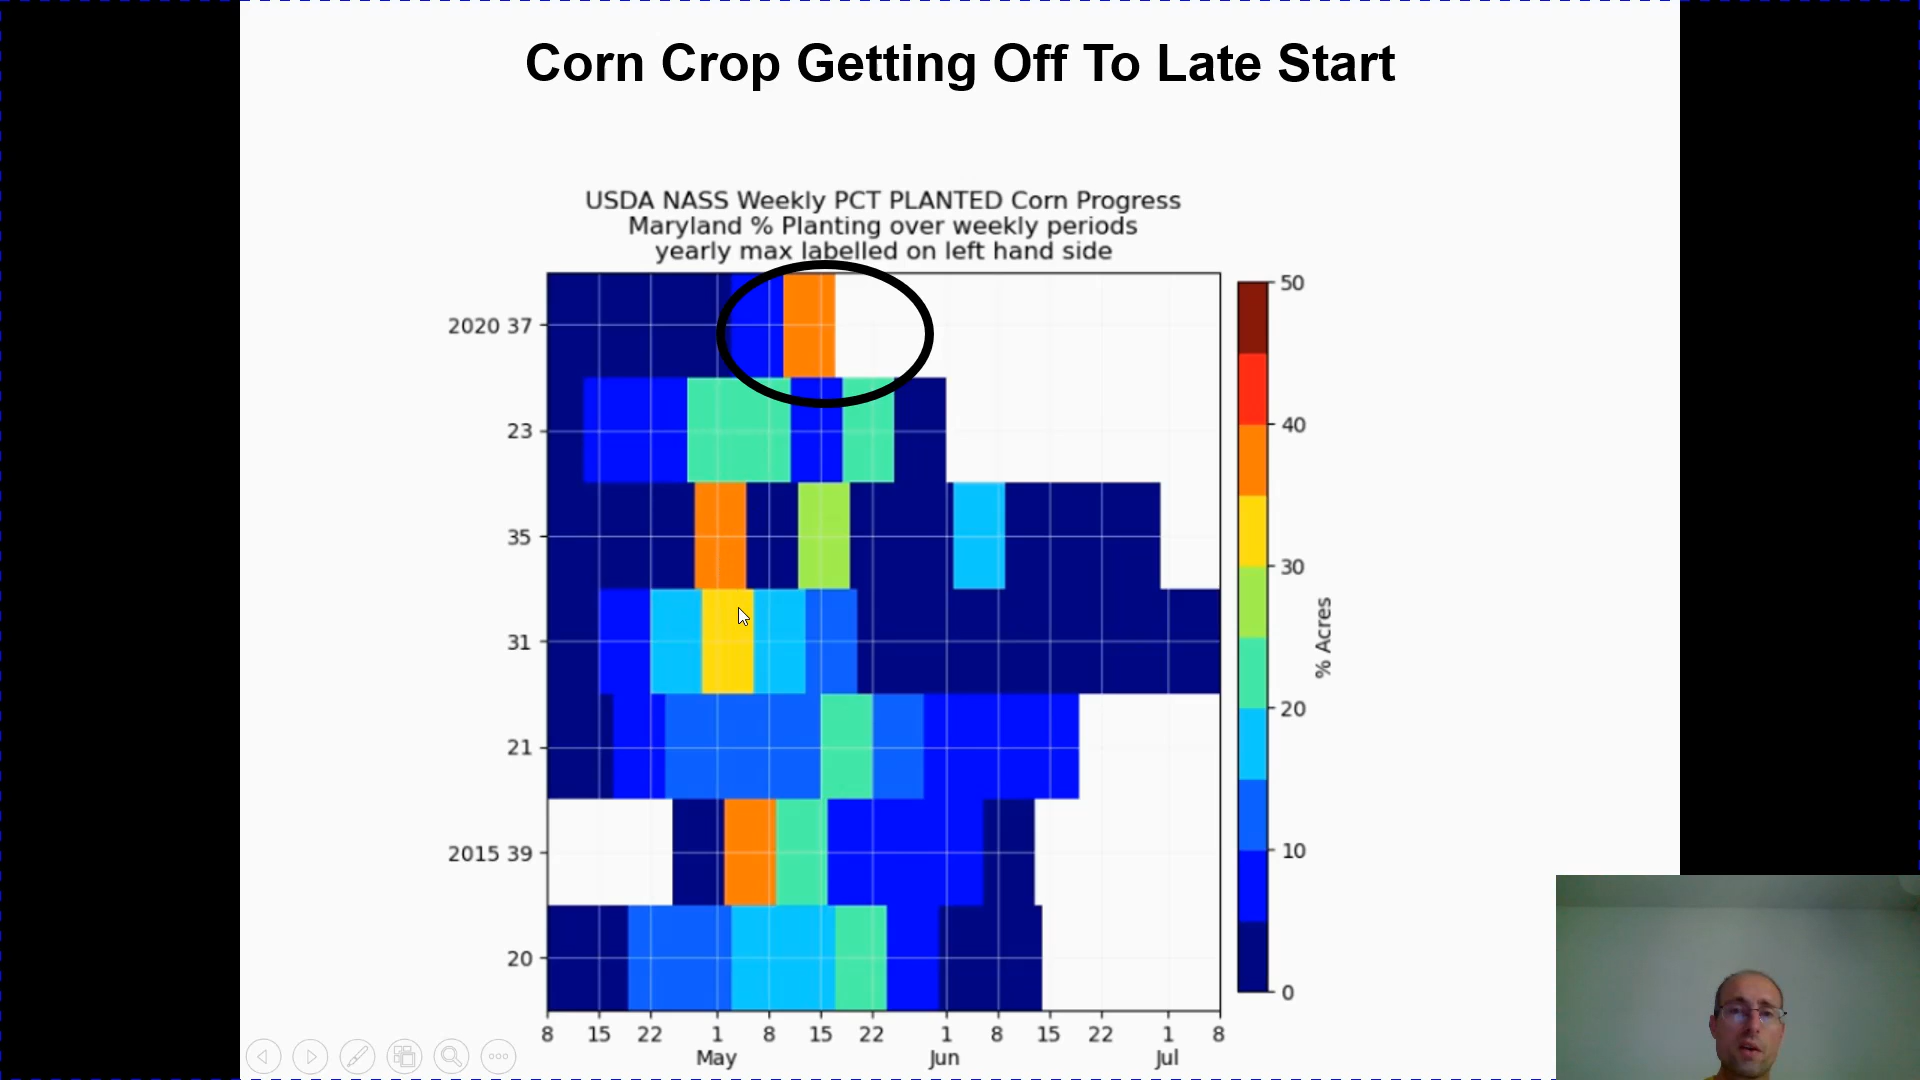 Corn Crop Getting Off To Late Start
USDA NASS Weekly PCT PLANTED Corn Progress
Maryland % Planting over weekly periods
yearly max labelled on left hand side
2020 37
23
35
31
21
2015 39
20
50
40
30
20
10
0
% Acres
8 15 22 1 8 15 22 1 8 15 22 1 8
May Jun Jul